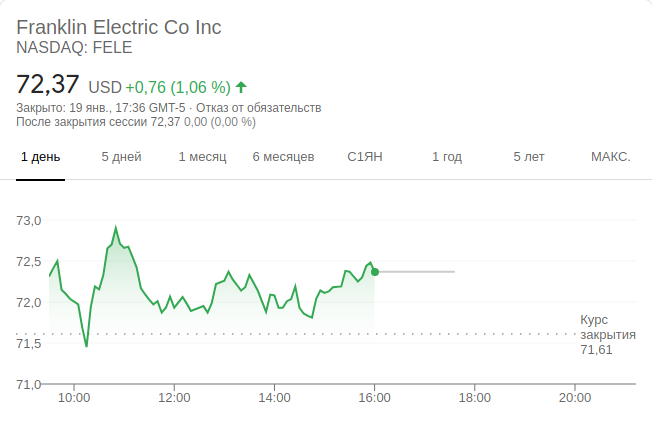 Franklin Electric Co Inc
NASDAQ: FELE
72,37 USD +0,76 (1,06 %)
Закрыто: 19 янв., 17:36 GMT-5 · Отказ от обязательств
После закрытия сессии 72,37 0,00 (0,00 %)
1 день 5 дней 1 месяц 6 месяцев С1ЯН 1 год 5 лет МАКС.
73,0
72,5
72,0
71,5
71,0
Курс
закрытия
71,61
10:00 12:00 14:00 16:00 18:00 20:00